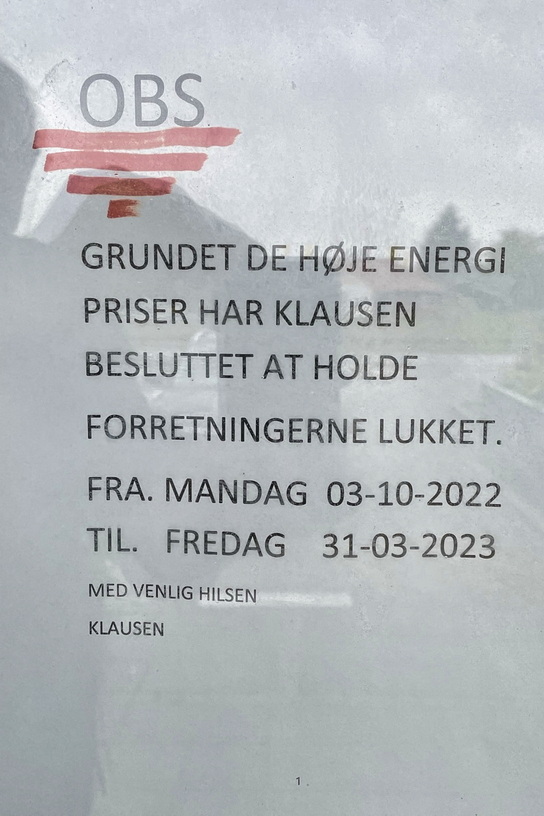 OBS
GRUNDET DE HØJE ENERGI
PRISER HAR KLAUSEN
BESLUTTET AT HOLDE
FORRETNINGERNE LUKKET.
FRA. MANDAG 03-10-2022
TIL. FREDAG 31-03-2023
MED VENLIG HILSEN
KLAUSEN
1